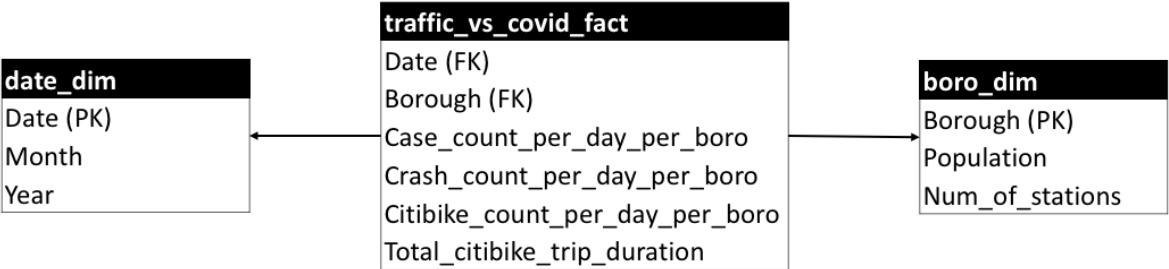 date_dim
Date (PK)
Month
Year
traffic_vs_covid_fact
Date (FK)
Borough (FK)
Case_count_per_day_per_boro
Crash_count_per_day_per_boro
Citibike_count_per_day_per_boro
Total_citibike_trip_duration
boro_dim
Borough (PK)
Population
Num_of_stations